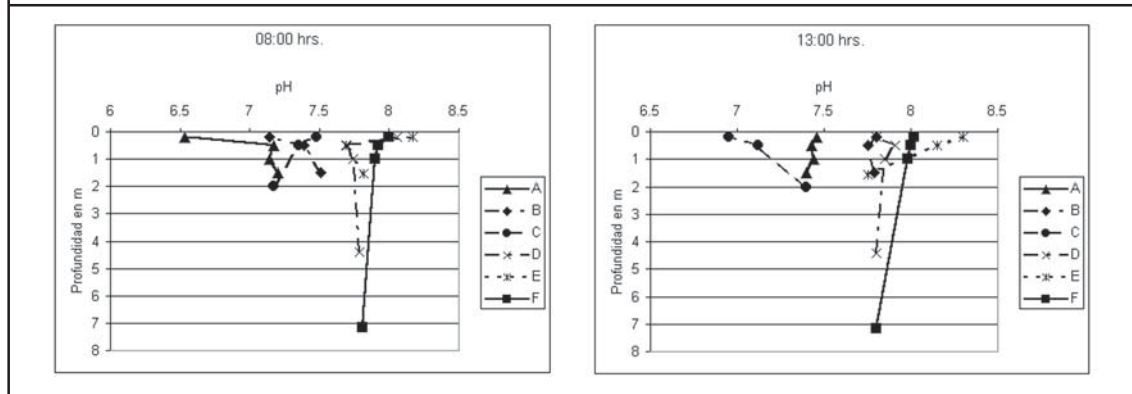 08:00 hrs.
pH
6 6.5 7 7.5 8 8.5
0
1
2
3
4
5
6
7
8
Profundidad en m
A
B
C
D
E
F
13:00 hrs.
pH
6.5 7 7.5 8 8.5
0
1
2
3
4
5
6
7
8
Profundidad en m
A
B
C
D
E
F